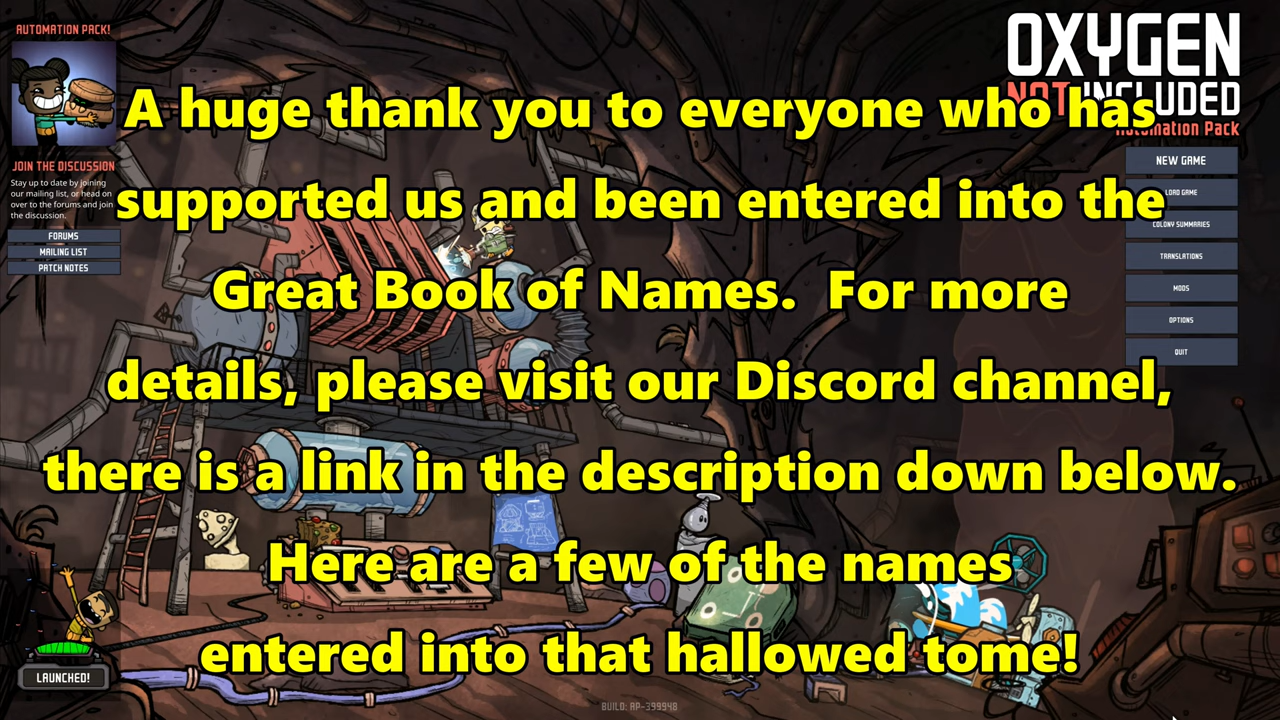 AUTOMATION PACK!
JOIN THE DISCUSSION
Stay up to date by joining
our mailing list, or head on
over to the forums and join
the discussion.
FORUMS
MAILING LIST
PATCH NOTES
LAUNCHED!
OXYGEN
NOT INCLUDED
Automation Pack
NEW GAME
LOAD GAME
COLONY SUMMARIES
TRANSLATIONS
MODS
OPTIONS
QUIT
A huge thank you to everyone who has
supported us and been entered into the
Great Book of Names. For more
details, please visit our Discord channel,
there is a link in the description down below.
Here are a few of the names
entered into that hallowed tome!
BUILD: AP-399948